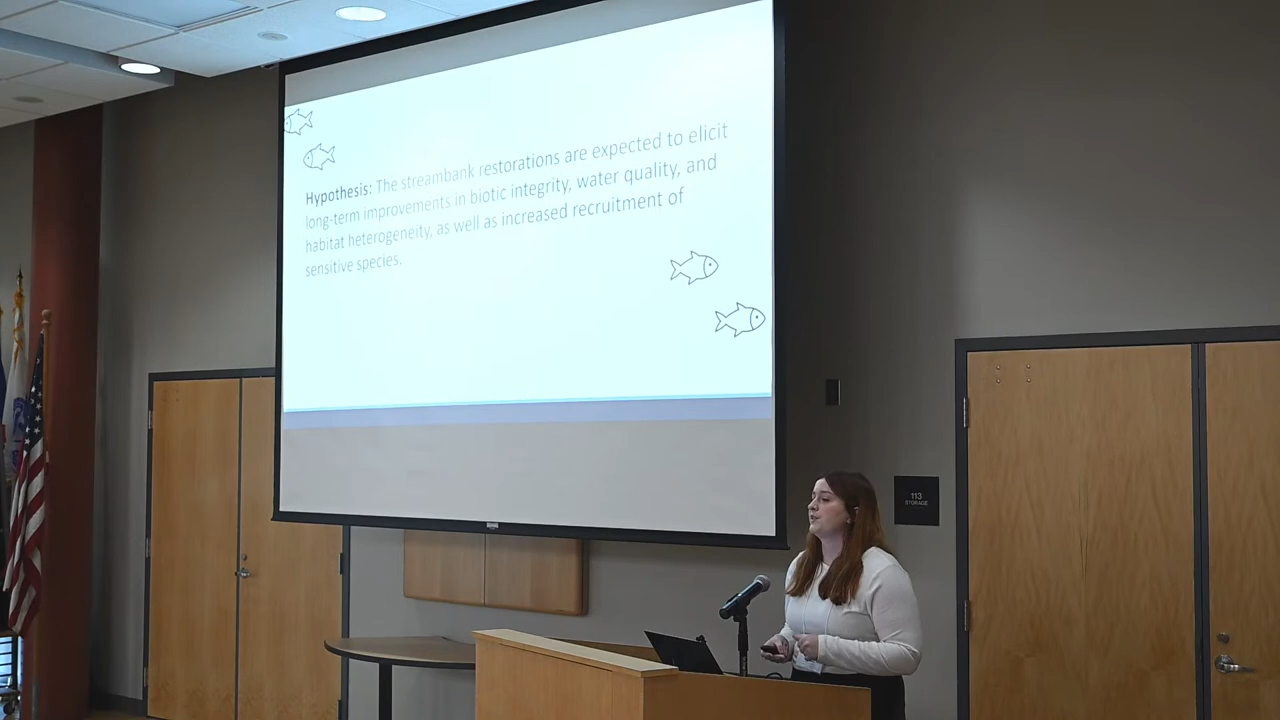 Hypothesis: The streambank restorations are expected to elicit
long-term improvements in biotic integrity, water quality, and
habitat heterogeneity, as well as increased recruitment of
sensitive species.
113
STORAGE